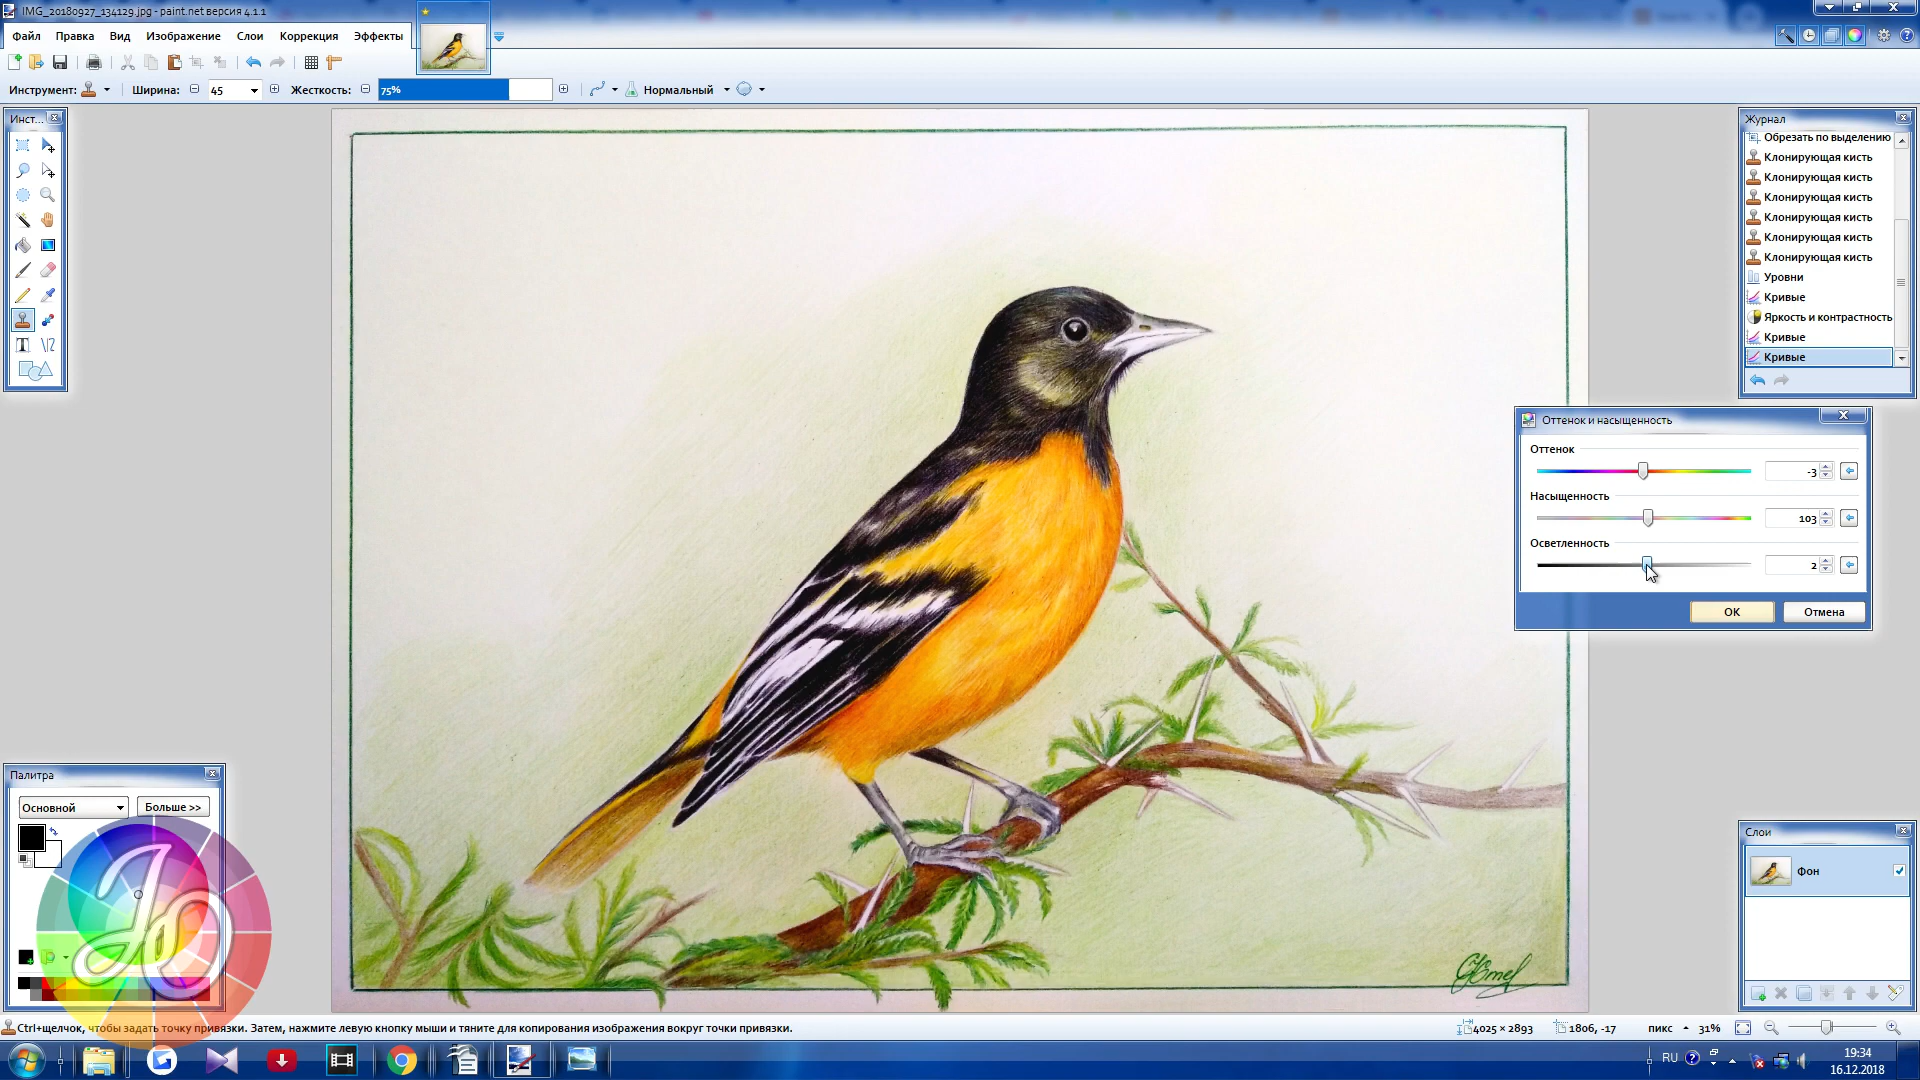 IMG_20180927_134129.jpg - paint.net версия 4.1.1
Файл Правка Вид Изображение Слои Коррекция Эффекты
Инструмент: Ширина: 45 Жесткость: 75% Нормальный
Инст...
Журнал
Обрезать по выделению
Клонирующая кисть
Клонирующая кисть
Клонирующая кисть
Клонирующая кисть
Клонирующая кисть
Клонирующая кисть
Уровни
Кривые
Яркость и контрастность
Кривые
Кривые
Оттенок и насыщенность
Оттенок
-3
Насыщенность
103
Осветленность
2
OK Отмена
Палитра
Основной Больше >>
Слои
Фон
Ctrl+щелчок, чтобы задать точку привязки. Затем, нажмите левую кнопку мыши и тяните для копирования изображения вокруг точки привязки.
4025 × 2893 1806, -17 пикс 31%
RU
19:34
16.12.2018